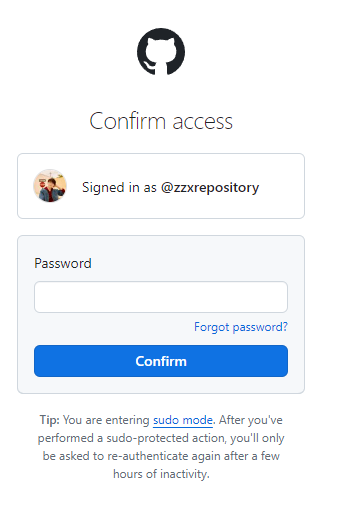 Confirm access
Signed in as @zzxrepository
Password
Forgot password?
Confirm
Tip: You are entering sudo mode. After you've
performed a sudo-protected action, you'll only
be asked to re-authenticate again after a few
hours of inactivity.